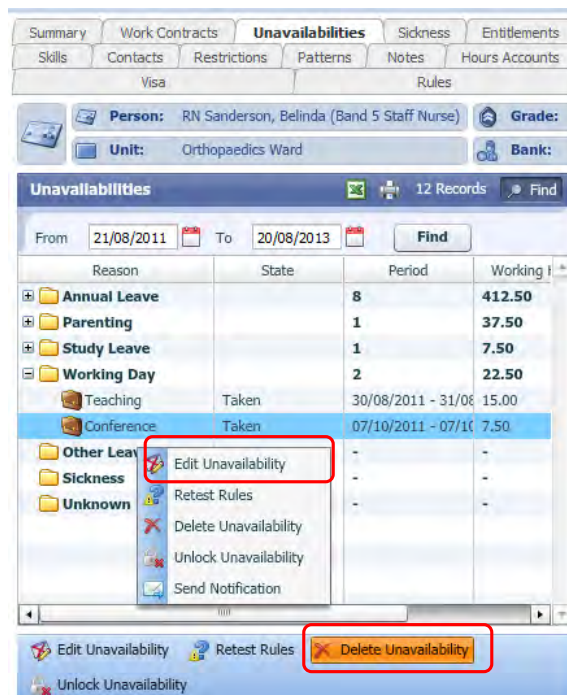 Summary Work Contracts Unavailabilities Sickness Entitlements
Skills Contacts Restrictions Patterns Notes Hours Accounts
Visa Rules
Person: RN Sanderson, Belinda (Band 5 Staff Nurse) Grade:
Unit: Orthopaedics Ward Bank:
Unavailabilities 12 Records Find
From 21/08/2011 To 20/08/2013 Find
Reason State Period Working H
Annual Leave 8 412.50
Parenting 1 37.50
Study Leave 1 7.50
Working Day 2 22.50
Teaching Taken 30/08/2011 - 31/08 15.00
Conference Taken 07/10/2011 - 07/10 7.50
Other Leav - -
Edit Unavailability
Sickness - -
Retest Rules
Unknown - -
Delete Unavailability
Unlock Unavailability
Send Notification
Edit Unavailability Retest Rules Delete Unavailability
Unlock Unavailability